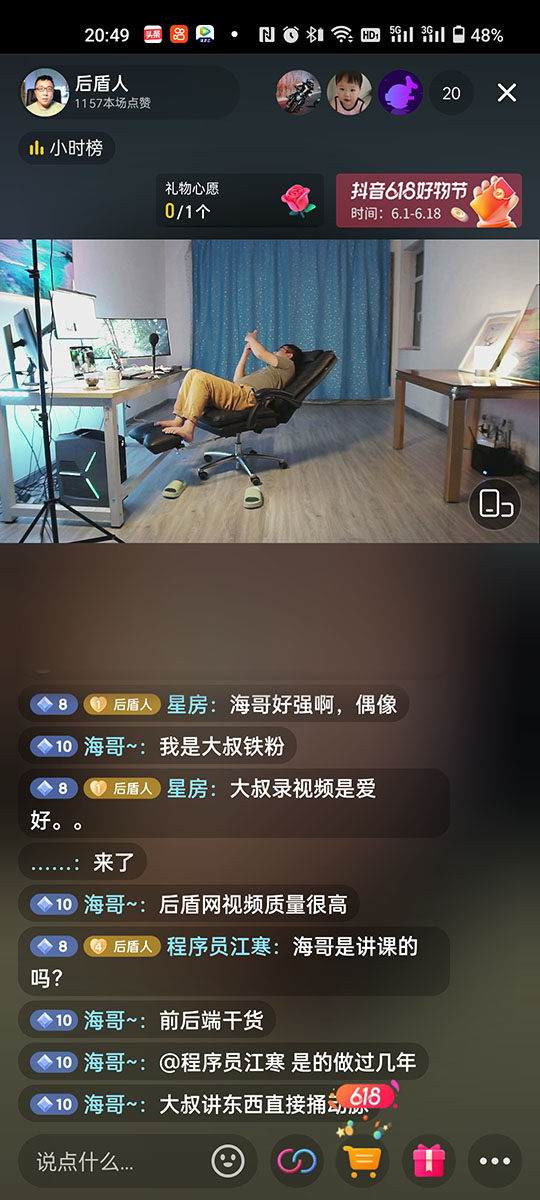 20:49
头条
HD
5G
3G
48%
后盾人
1157本场点赞
20
小时榜
礼物心愿
0/1个
抖音618好物节
时间：6.1-6.18
8 1 后盾人 星房：海哥好强啊，偶像
10 海哥~：我是大叔铁粉
8 1 后盾人 星房：大叔录视频是爱
好。。
......：来了
10 海哥~：后盾网视频质量很高
8 4 后盾人 程序员江寒：海哥是讲课的
吗？
10 海哥~：前后端干货
10 海哥~：@程序员江寒 是的做过几年
10 海哥~：大叔讲东西直接捅
618
说点什么...